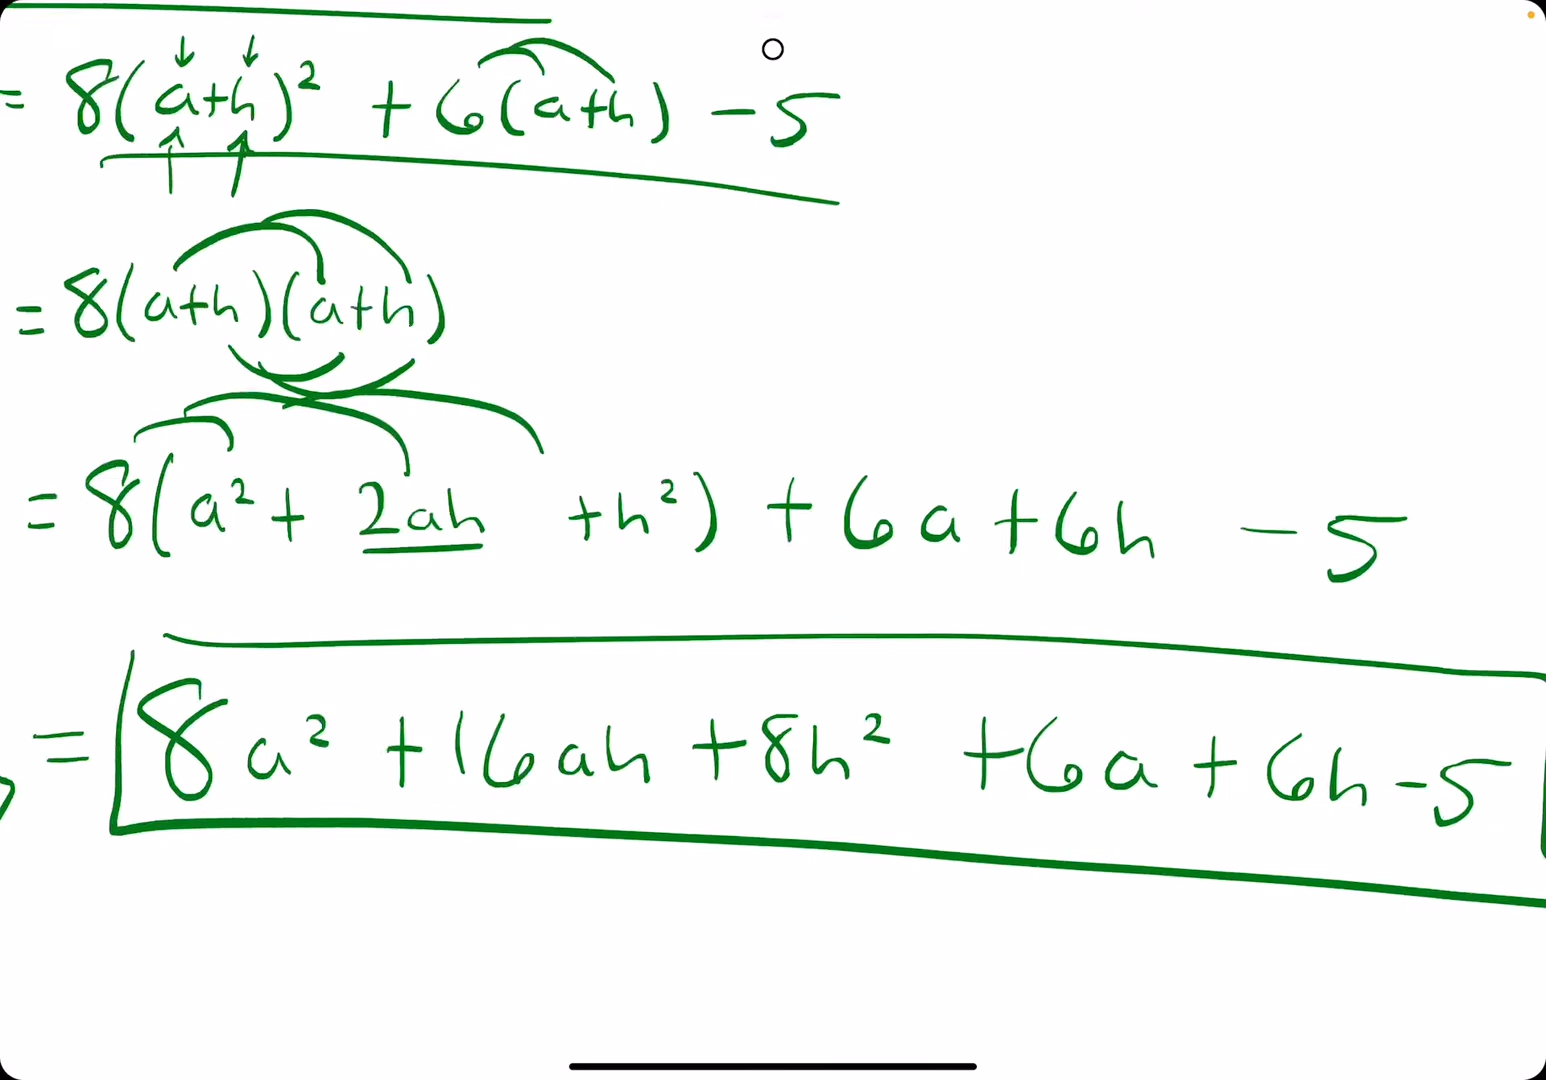 = 8(a+h)² + 6(a+h) - 5
= 8(a+h)(a+h)
= 8(a² + 2ah + h²) + 6a + 6h - 5
= 8a² + 16ah + 8h² + 6a + 6h - 5